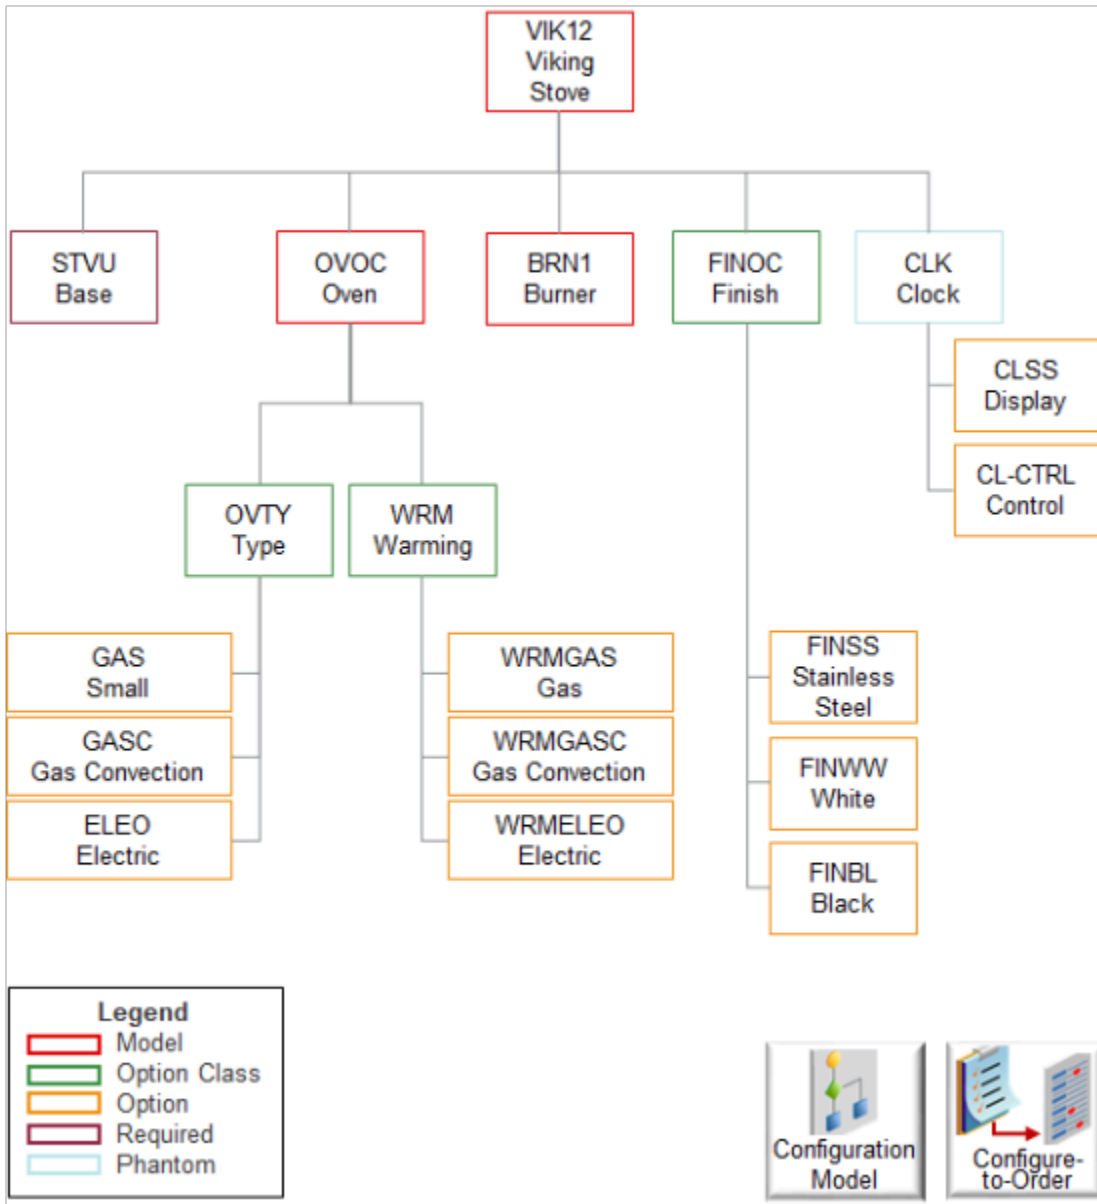 VIK12
Viking
Stove
STVU
Base
OVOC
Oven
BRN1
Burner
FINOC
Finish
CLK
Clock
CLSS
Display
CL-CTRL
Control
OVTY
Type
WRM
Warming
GAS
Small
GASC
Gas Convection
ELEO
Electric
WRMGAS
Gas
WRMGASC
Gas Convection
WRMELEO
Electric
FINSS
Stainless
Steel
FINWW
White
FINBL
Black
Legend
Model
Option Class
Option
Required
Phantom
Configuration
Model
Configure-
to-Order